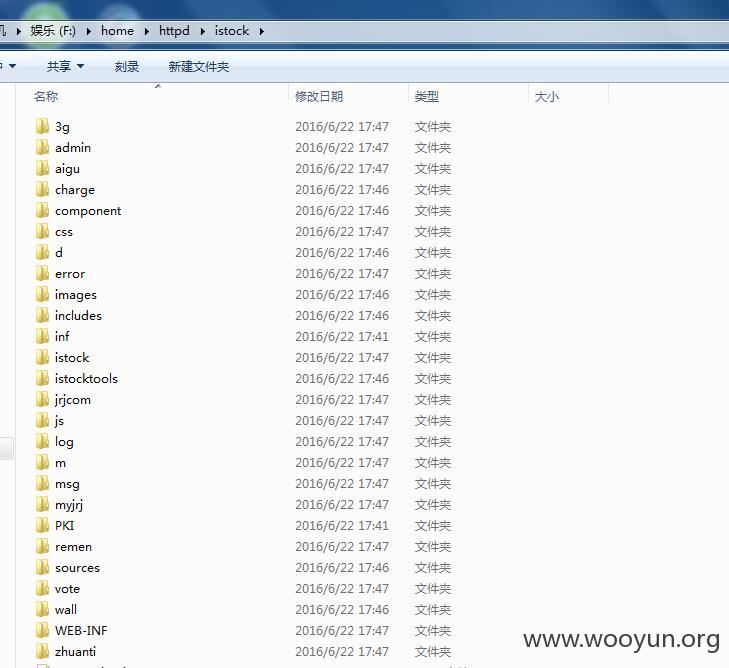 娱乐 (F:) home httpd istock
共享 刻录 新建文件夹
名称 修改日期 类型 大小
3g 2016/6/22 17:47 文件夹
admin 2016/6/22 17:47 文件夹
aigu 2016/6/22 17:47 文件夹
charge 2016/6/22 17:46 文件夹
component 2016/6/22 17:46 文件夹
css 2016/6/22 17:47 文件夹
d 2016/6/22 17:46 文件夹
error 2016/6/22 17:47 文件夹
images 2016/6/22 17:46 文件夹
includes 2016/6/22 17:46 文件夹
inf 2016/6/22 17:41 文件夹
istock 2016/6/22 17:47 文件夹
istocktools 2016/6/22 17:46 文件夹
jrjcom 2016/6/22 17:47 文件夹
js 2016/6/22 17:47 文件夹
log 2016/6/22 17:47 文件夹
m 2016/6/22 17:47 文件夹
msg 2016/6/22 17:47 文件夹
myjrj 2016/6/22 17:47 文件夹
PKI 2016/6/22 17:41 文件夹
remen 2016/6/22 17:47 文件夹
sources 2016/6/22 17:46 文件夹
vote 2016/6/22 17:47 文件夹
wall 2016/6/22 17:46 文件夹
WEB-INF 2016/6/22 17:47 文件夹
zhuanti 2016/6/22 17:47 文件夹
www.wooyun.org